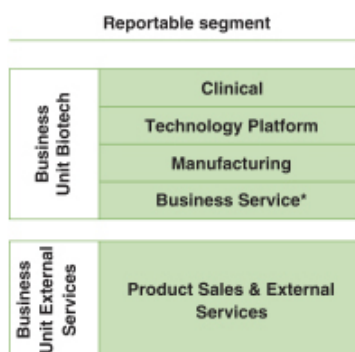 Reportable segment
Business
Unit Biotech
Clinical
Technology Platform
Manufacturing
Business Service*
Business
Unit External
Services
Product Sales & External
Services